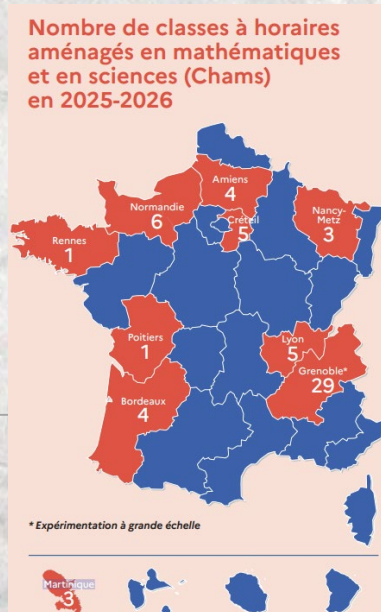 Nombre de classes à horaires
aménagés en mathématiques
et en sciences (Chams)
en 2025-2026
Amiens
4
Normandie
6
Créteil
5
Nancy-
Metz
3
Rennes
1
Poitiers
1
Lyon
5
Grenoble*
29
Bordeaux
4
* Expérimentation à grande échelle
Martinique
3